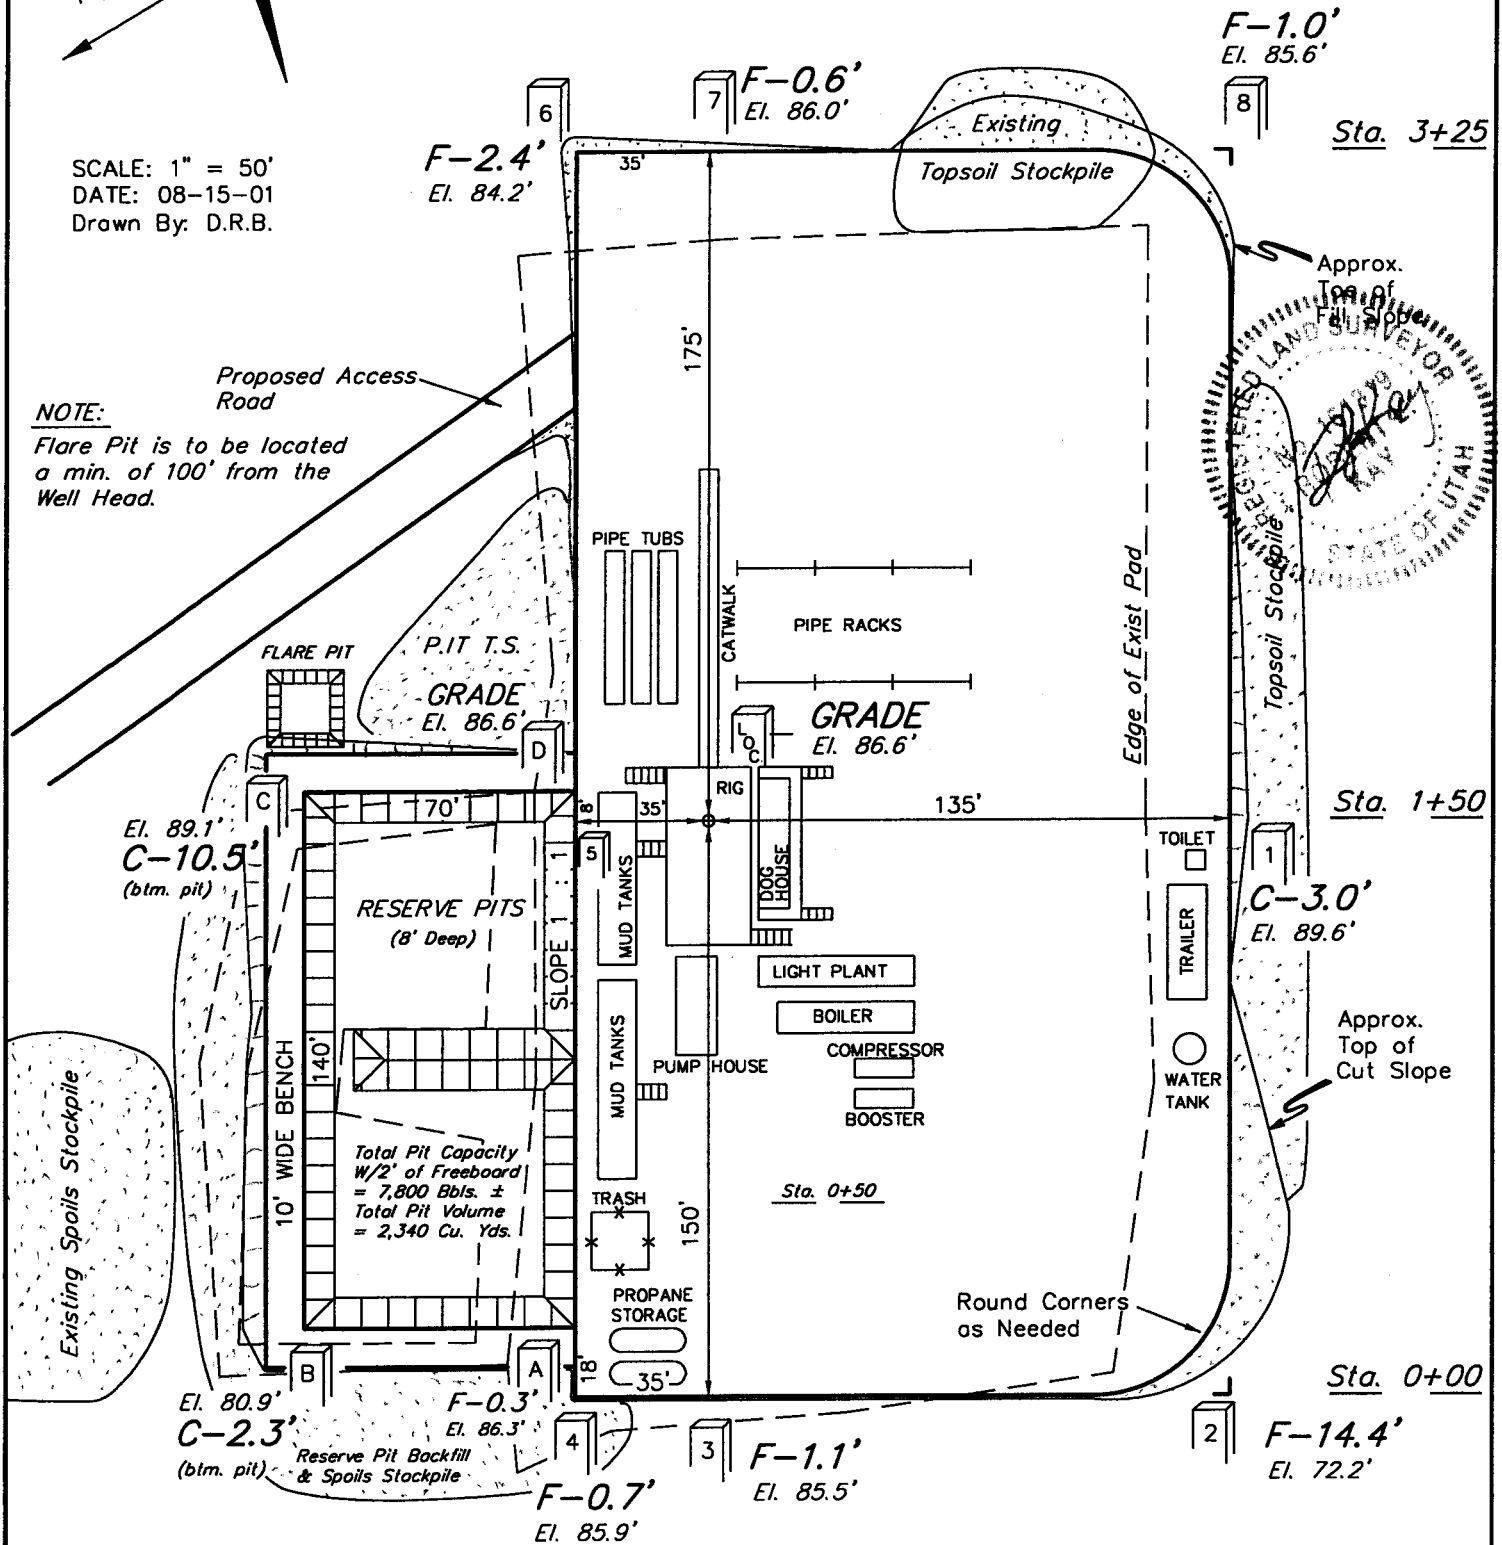 F-1.0'
El. 85.6'
6
7
F-0.6'
El. 86.0'
8
Existing
Topsoil Stockpile
Sta. 3+25
SCALE: 1" = 50'
DATE: 08-15-01
Drawn By: D.R.B.
F-2.4'
El. 84.2'
35'
Approx.
Toe of
Fill Slope
175'
REGISTERED LAND SURVEYOR
STATE OF UTAH
KAY
Proposed Access
Road
NOTE:
Flare Pit is to be located
a min. of 100' from the
Well Head.
PIPE TUBS
CATWALK
PIPE RACKS
Edge of Exist Pad
Topsoil Stockpile
FLARE PIT
PIT T.S.
GRADE
El. 86.6'
D
LOC
GRADE
El. 86.6'
C
El. 89.1'
C-10.5'
(btm. pit)
70'
8'
35'
RIG
135'
Sta. 1+50
5
MUD TANKS
DOG HOUSE
TOILET
1
C-3.0'
El. 89.6'
RESERVE PITS
(8' Deep)
SLOPE 1 : 1
TRAILER
LIGHT PLANT
BOILER
COMPRESSOR
BOOSTER
PUMP HOUSE
MUD TANKS
WATER
TANK
Approx.
Top of
Cut Slope
10' WIDE BENCH
140'
Existing Spoils Stockpile
Total Pit Capacity
W/2' of Freeboard
= 7,800 Bbls. ±
Total Pit Volume
= 2,340 Cu. Yds.
TRASH
150'
Sta. 0+50
PROPANE
STORAGE
Round Corners
as Needed
18'
35'
Sta. 0+00
B
A
El. 80.9'
C-2.3'
(btm. pit)
F-0.3'
El. 86.3'
Reserve Pit Backfill
& Spoils Stockpile
4
F-0.7'
El. 85.9'
3
F-1.1'
El. 85.5'
2
F-14.4'
El. 72.2'